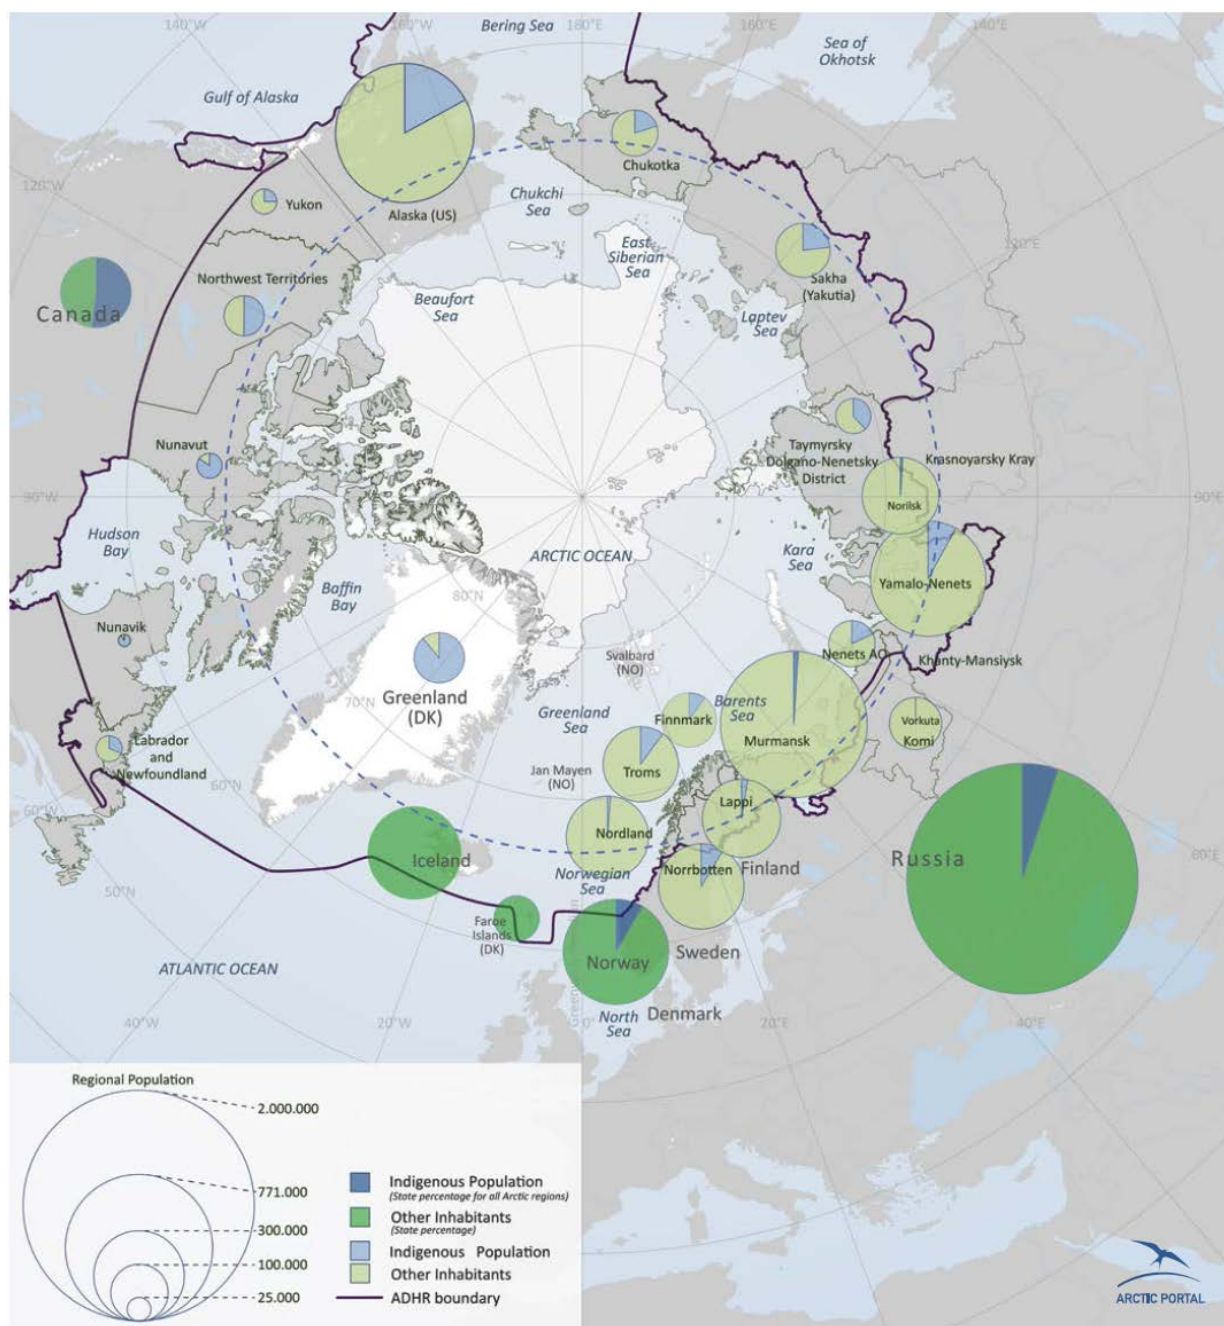 140°W
160°W
Bering Sea
180°E
160°E
140°E
Sea of
Okhotsk
Gulf of Alaska
120°W
Chukotka
Yukon
Alaska (US)
Chukchi
Sea
East
Siberian
Sea
120°E
Sakha
(Yakutia)
Northwest Territories
Canada
Beaufort
Sea
Laptev
Sea
Nunavut
Taymyrsky
Dolgano-Nenetsky
District
Krasnoyarsky Kray
90°W
Norilsk
90°E
Hudson
Bay
ARCTIC OCEAN
Kara
Sea
Yamalo-Nenets
Baffin
Bay
80°N
Nunavik
Svalbard
(NO)
Nenets AO
Khanty-Mansiysk
Greenland
(DK)
70°N
Greenland
Sea
Finnmark
Barents
Sea
Vorkuta
Komi
Murmansk
Labrador
and
Newfoundland
60°N
Jan Mayen
(NO)
Troms
60°W
Lappi
Nordland
Iceland
Russia
60°E
Norwegian
Sea
Norrbotten
Finland
50°N
Faroe
Islands
(DK)
Norway
Sweden
ATLANTIC OCEAN
40°W
20°W
North
Sea
Denmark
20°E
40°E
Regional Population
2.000.000
771.000
300.000
100.000
25.000
Indigenous Population
(State percentage for all Arctic regions)
Other Inhabitants
(State percentage)
Indigenous Population
Other Inhabitants
ADHR boundary
ARCTIC PORTAL